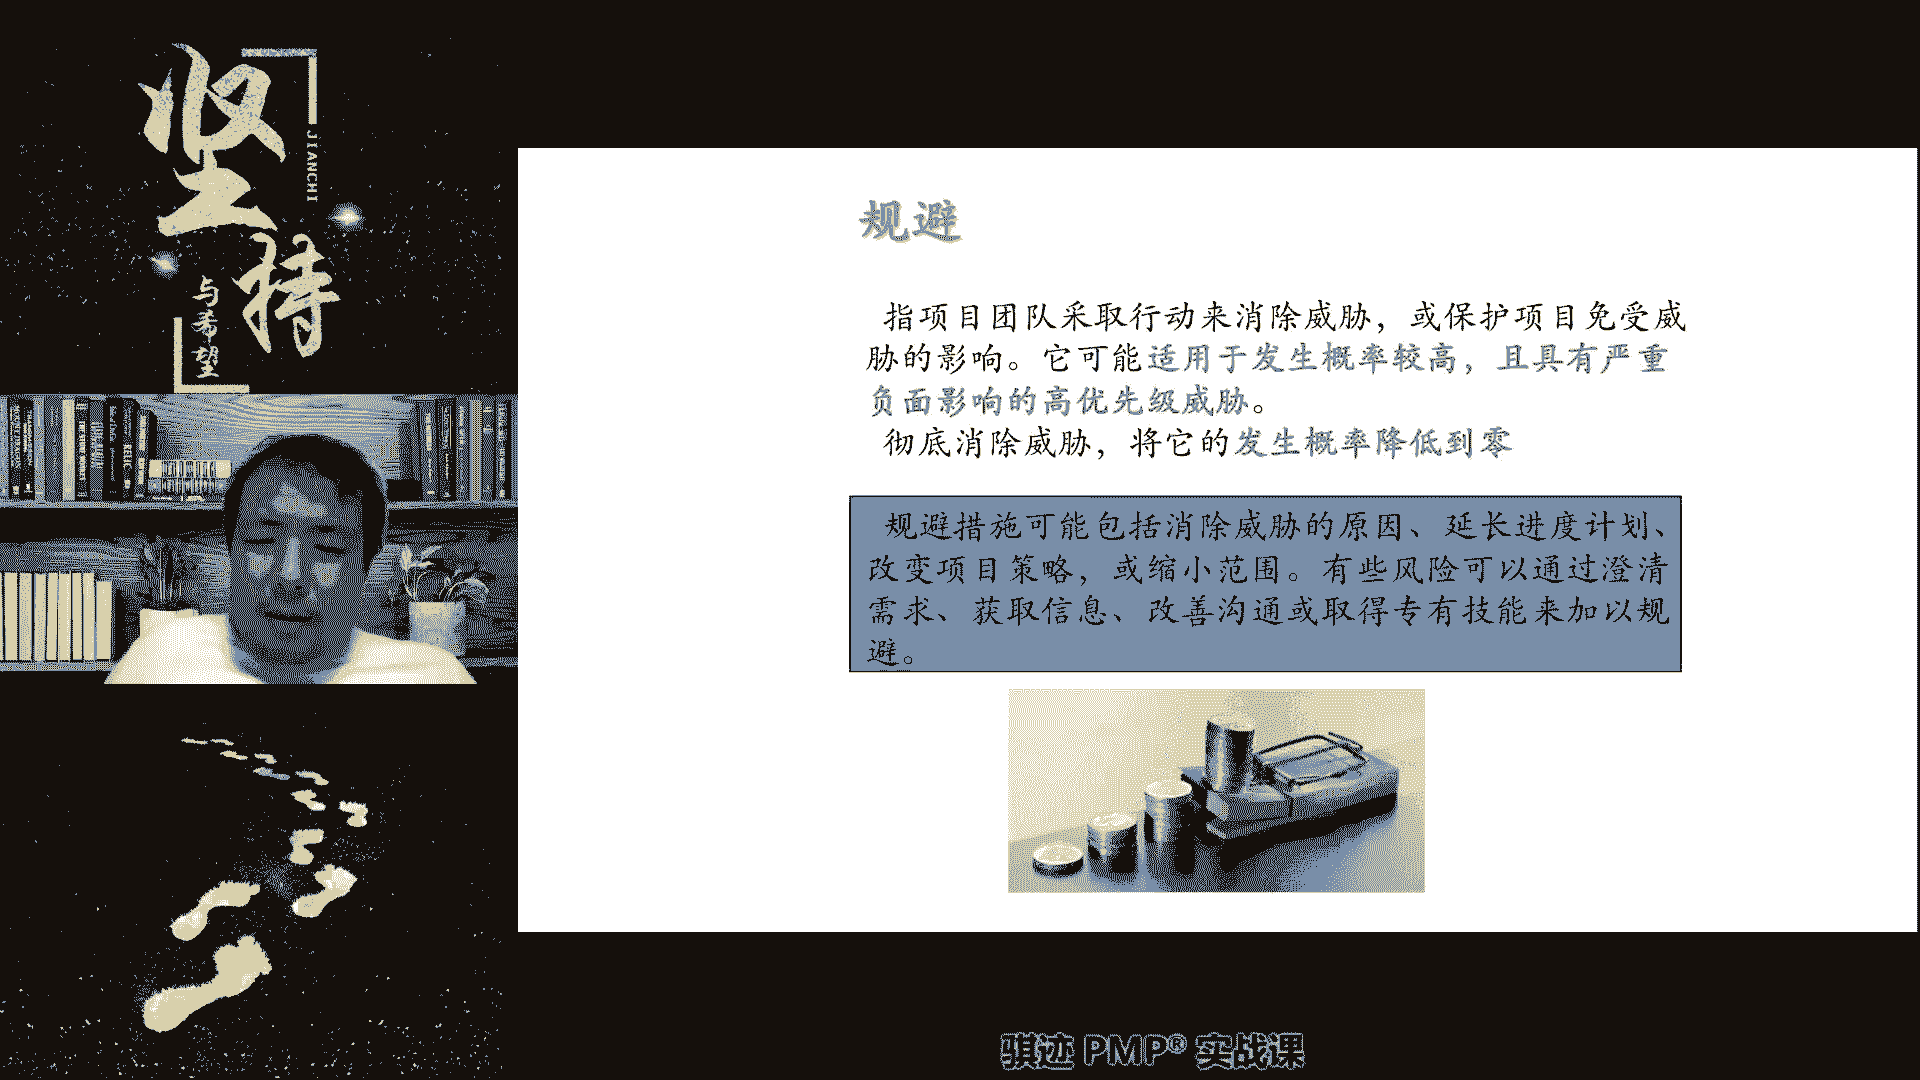 坚持
JIANCHI
与希望
规避
指项目团队采取行动来消除威胁，或保护项目免受威
胁的影响。它可能适用于发生概率较高，且具有严重
负面影响的高优先级威胁。
彻底消除威胁，将它的发生概率降低到零
规避措施可能包括消除威胁的原因、延长进度计划、
改变项目策略，或缩小范围。有些风险可以通过澄清
需求、获取信息、改善沟通或取得专有技能来加以规
避。
骐迹 PMP® 实战课